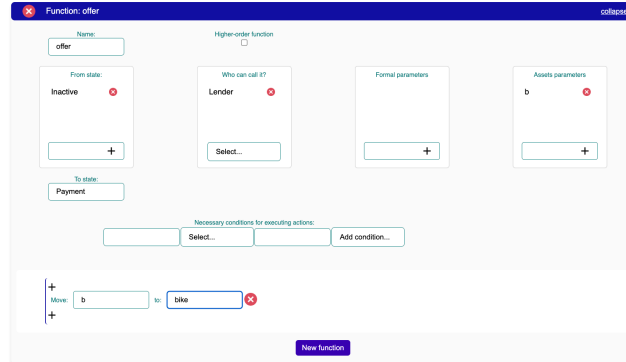 Function: offer
collapse
Name:
offer
Higher-order function
From state:
Inactive
Who can call it?
Lender
Select...
Formal parameters
Assets parameters
b
To state:
Payment
Necessary conditions for executing actions:
Select...
Add condition...
Move: b to: bike
New function